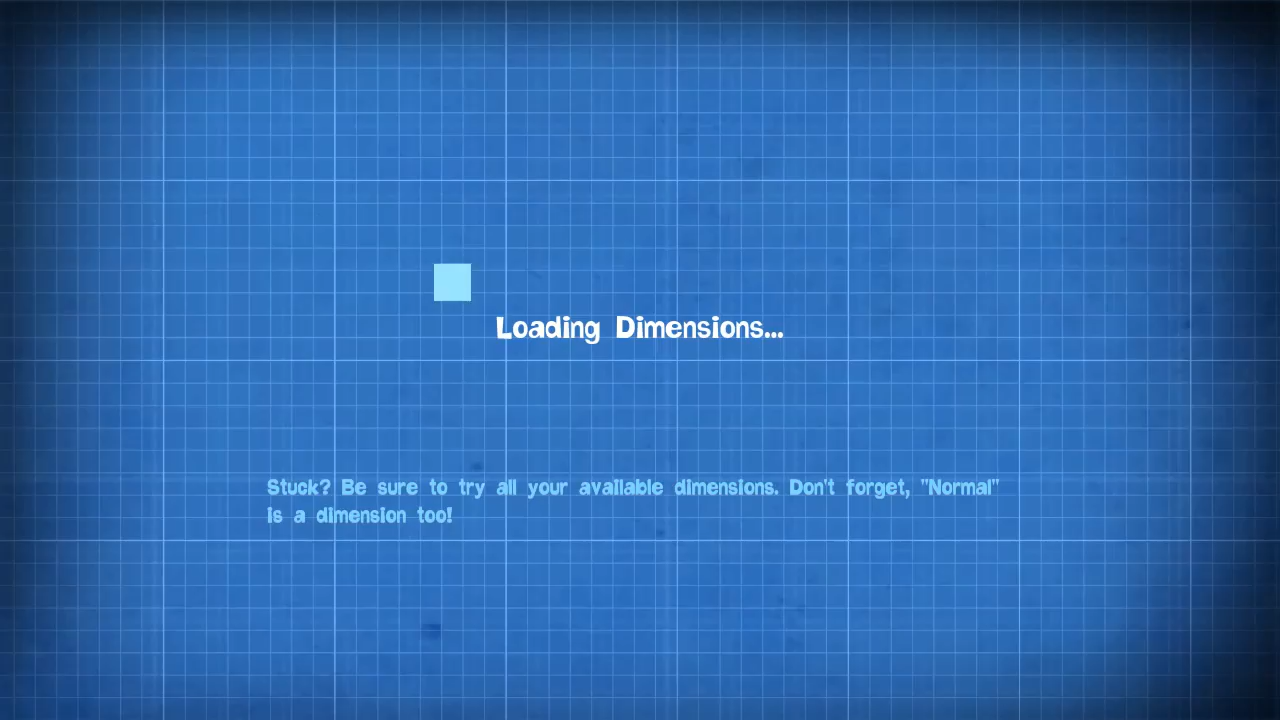 Loading Dimensions...
Stuck? Be sure to try all your available dimensions. Don't forget, "Normal"
is a dimension too!